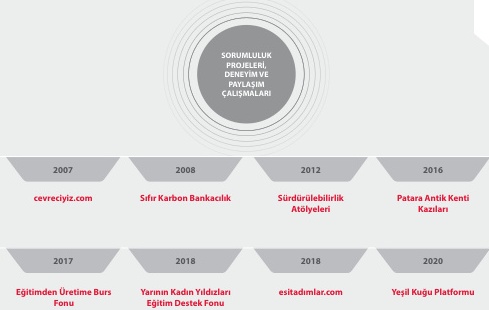 SORUMLULUK
PROJELERİ,
DENEYİM VE
PAYLAŞIM
ÇALIŞMALARI
2007
2008
2012
2016
cevreciyiz.com
Sıfır Karbon Bankacılık
Sürdürülebilirlik
Atölyeleri
Patara Antik Kenti
Kazıları
2017
2018
2018
2020
Eğitimden Üretime Burs
Fonu
Yarının Kadın Yıldızları
Eğitim Destek Fonu
esitadımlar.com
Yeşil Kuğu Platformu